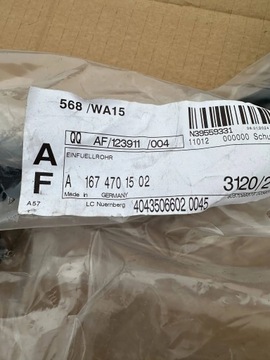 568 /WA15
N39559331
11012 000000 Schu
QQ AF/123911 /004
EINFUELLROHR
A
F
A 167 470 15 02
Made in GERMANY
3120/2
A57
LC Nuernberg 4043506602 0045